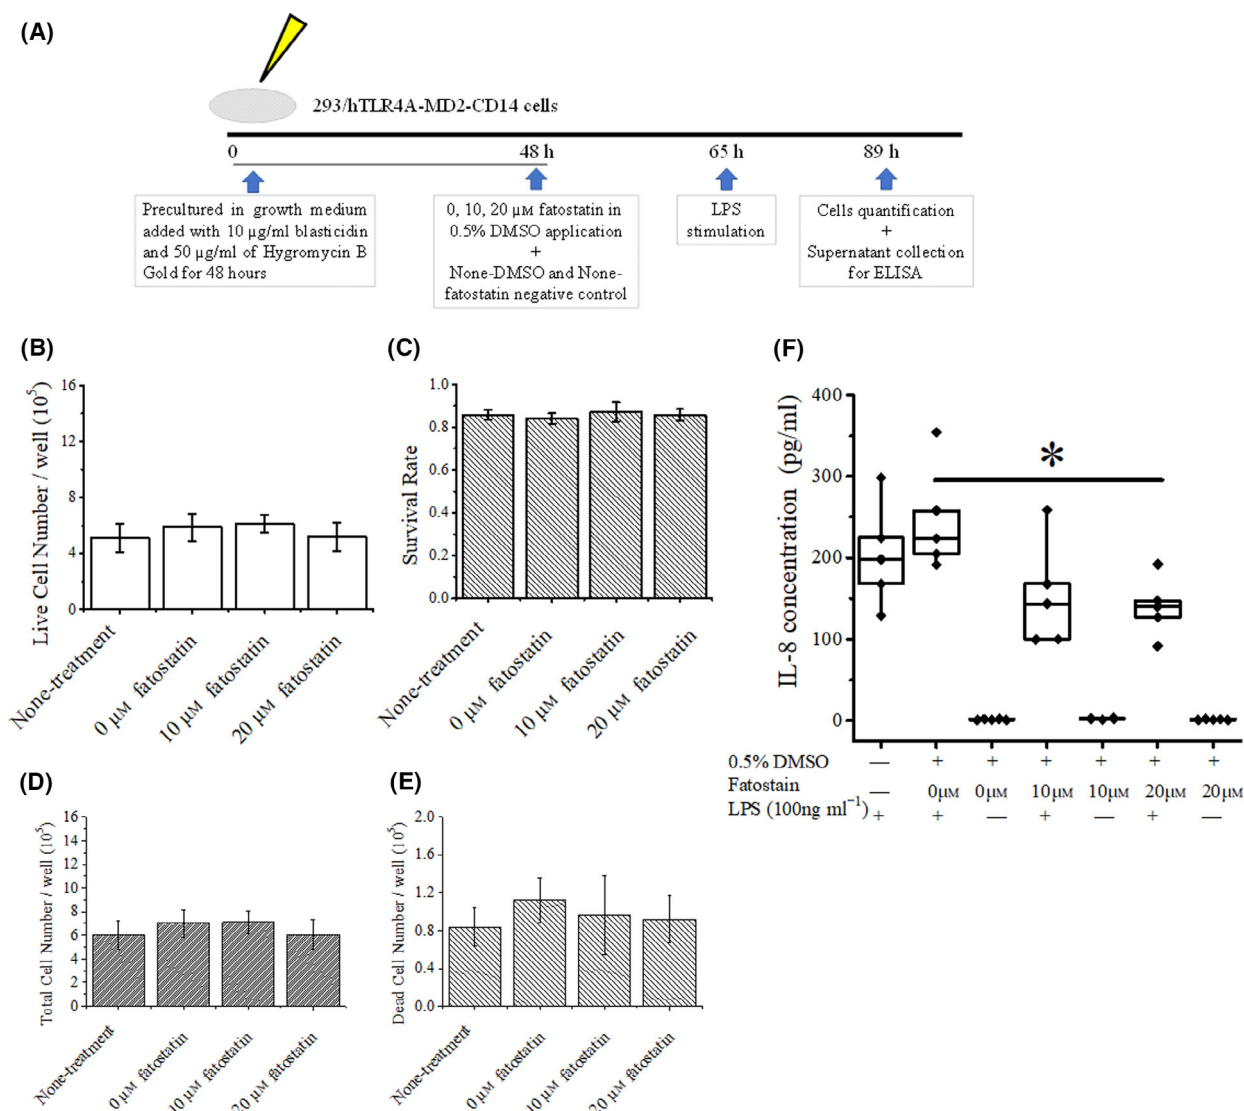 (A)
293/hTLR4A-MD2-CD14 cells
0
48 h
65 h
89 h
Precultured in growth medium
added with 10 µg/ml blasticidin
and 50 µg/ml of Hygromycin B
Gold for 48 hours
0, 10, 20 µM fatostatin in
0.5% DMSO application
+
None-DMSO and None-
fatostatin negative control
LPS
stimulation
Cells quantification
+
Supernatant collection
for ELISA
(B)
Live Cell Number / well (10⁵)
16
12
8
4
0
None-treatment
0 µM fatostatin
10 µM fatostatin
20 µM fatostatin
(C)
Survival Rate
1.0
0.8
0.6
0.4
0.2
0.0
None-treatment
0 µM fatostatin
10 µM fatostatin
20 µM fatostatin
(F)
IL-8 concentration (pg/ml)
400
300
200
100
0
*
0.5% DMSO — + + + + + +
Fatostain — 0µM 0µM 10µM 10µM 20µM 20µM
LPS (100ng ml⁻¹) + + — + — + —
(D)
Total Cell Number / well (10⁵)
16
14
12
10
8
6
4
2
0
None-treatment
0 µM fatostatin
10 µM fatostatin
20 µM fatostatin
(E)
Dead Cell Number / well (10⁵)
2.0
1.6
1.2
0.8
0.4
0.0
None-treatment
0 µM fatostatin
10 µM fatostatin
20 µM fatostatin